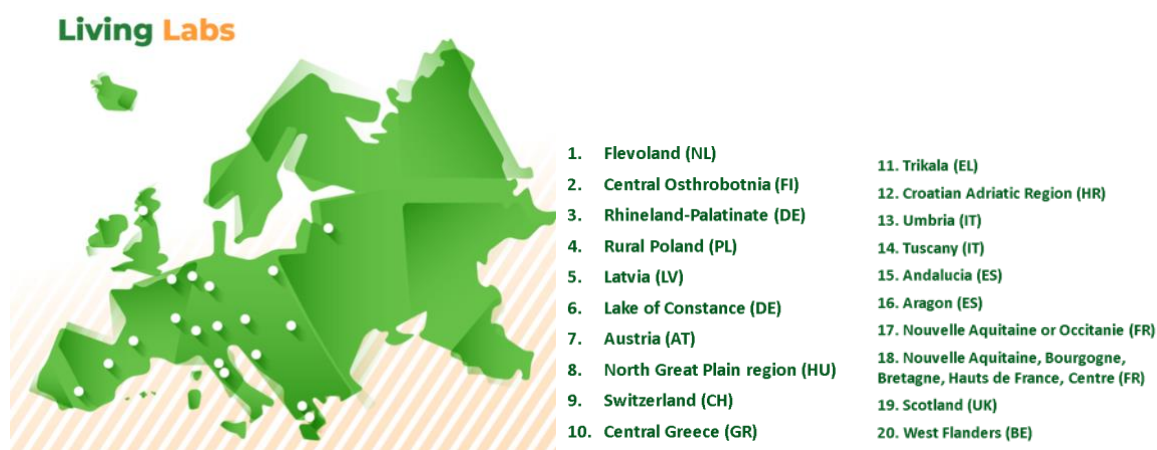 Living Labs
1. Flevoland (NL)
2. Central Osthrobotnia (FI)
3. Rhineland-Palatinate (DE)
4. Rural Poland (PL)
5. Latvia (LV)
6. Lake of Constance (DE)
7. Austria (AT)
8. North Great Plain region (HU)
9. Switzerland (CH)
10. Central Greece (GR)
11. Trikala (EL)
12. Croatian Adriatic Region (HR)
13. Umbria (IT)
14. Tuscany (IT)
15. Andalucia (ES)
16. Aragon (ES)
17. Nouvelle Aquitaine or Occitanie (FR)
18. Nouvelle Aquitaine, Bourgogne,
Bretagne, Hauts de France, Centre (FR)
19. Scotland (UK)
20. West Flanders (BE)